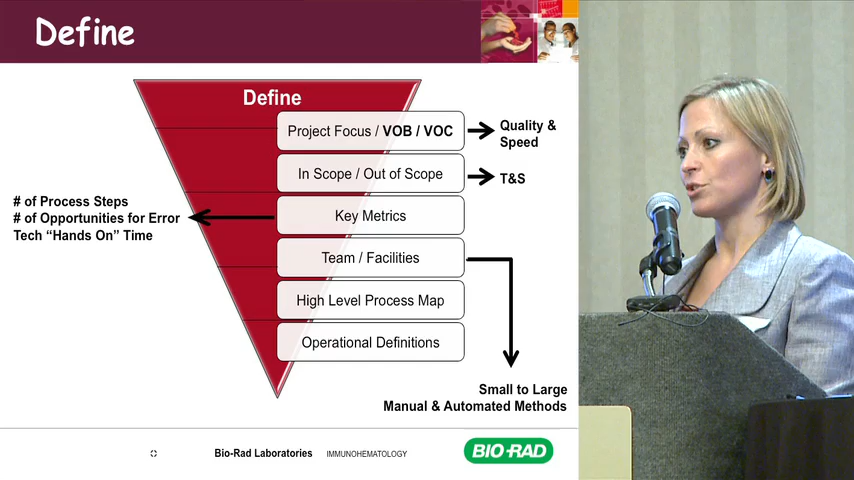 Define
Define
Project Focus / VOB / VOC
Quality &
Speed
In Scope / Out of Scope
T&S
# of Process Steps
# of Opportunities for Error
Tech “Hands On” Time
Key Metrics
Team / Facilities
High Level Process Map
Operational Definitions
Small to Large
Manual & Automated Methods
Bio-Rad Laboratories IMMUNOHEMATOLOGY
BIO-RAD